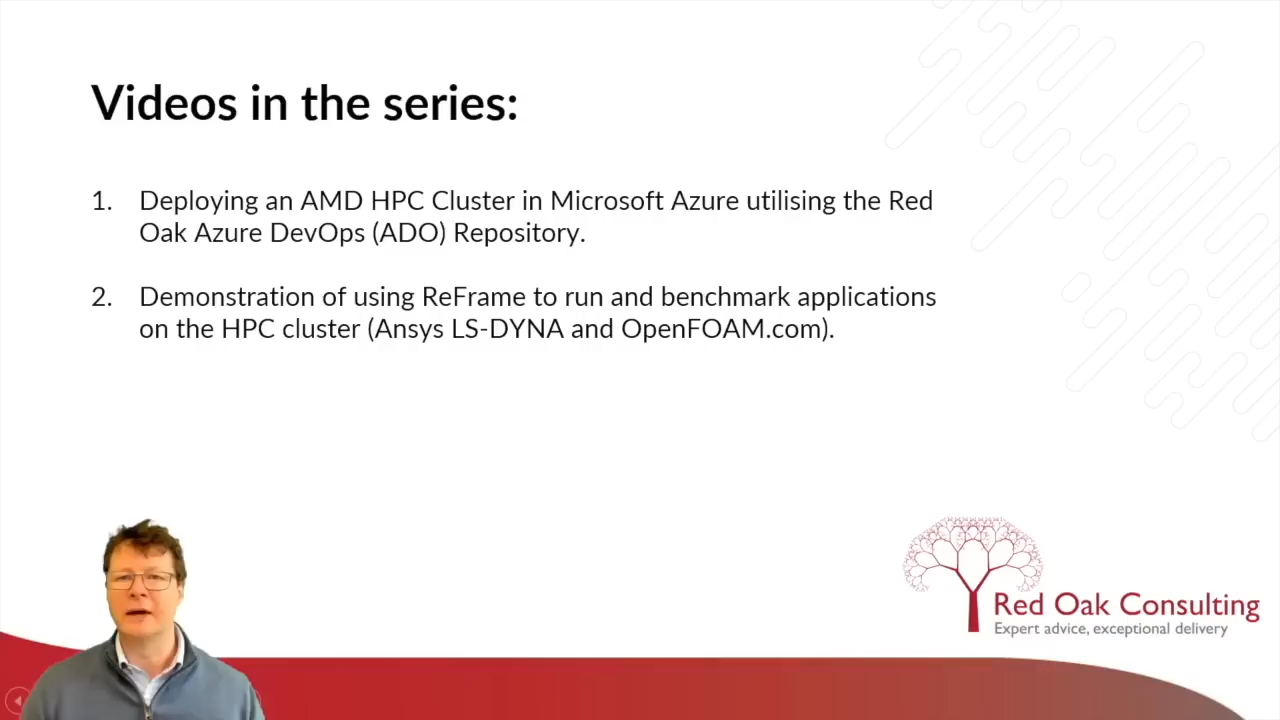 Videos in the series:
1. Deploying an AMD HPC Cluster in Microsoft Azure utilising the Red
Oak Azure DevOps (ADO) Repository.
2. Demonstration of using ReFrame to run and benchmark applications
on the HPC cluster (Ansys LS-DYNA and OpenFOAM.com).
Red Oak Consulting
Expert advice, exceptional delivery